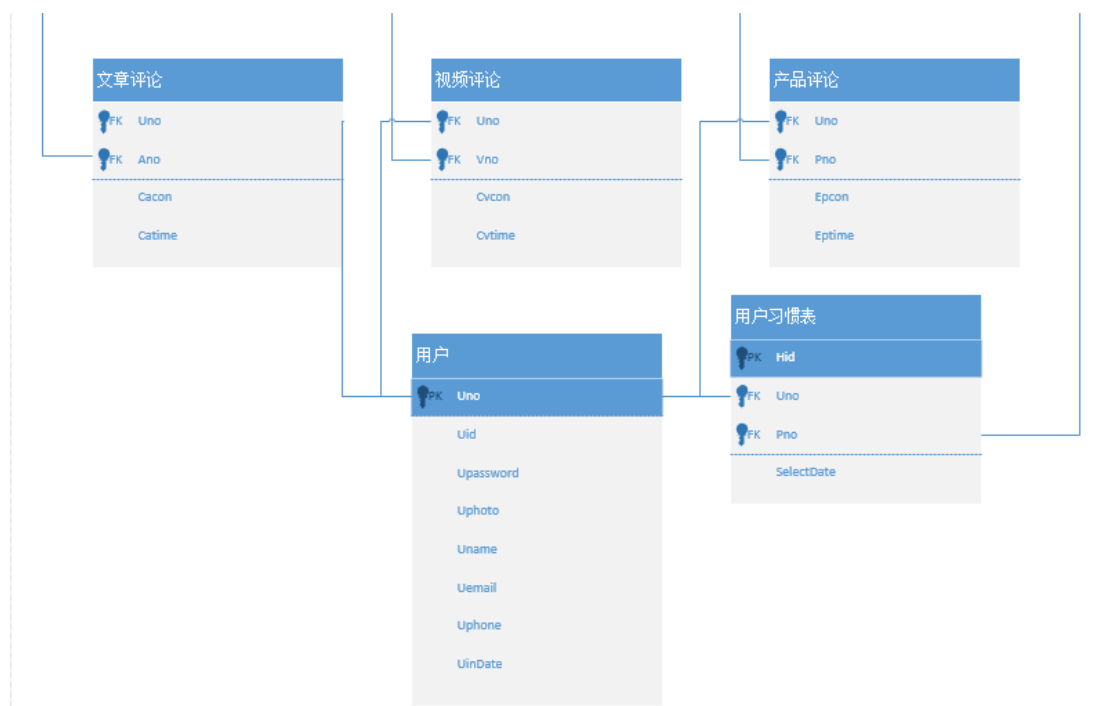 文章评论
FK Uno
FK Ano
Cacon
Catime
视频评论
FK Uno
FK Vno
Cvcon
Cvtime
产品评论
FK Uno
FK Pno
Epcon
Eptime
用户
PK Uno
Uid
Upassword
Uphoto
Uname
Uemail
Uphone
UinDate
用户习惯表
PK Hid
FK Uno
FK Pno
SelectDate